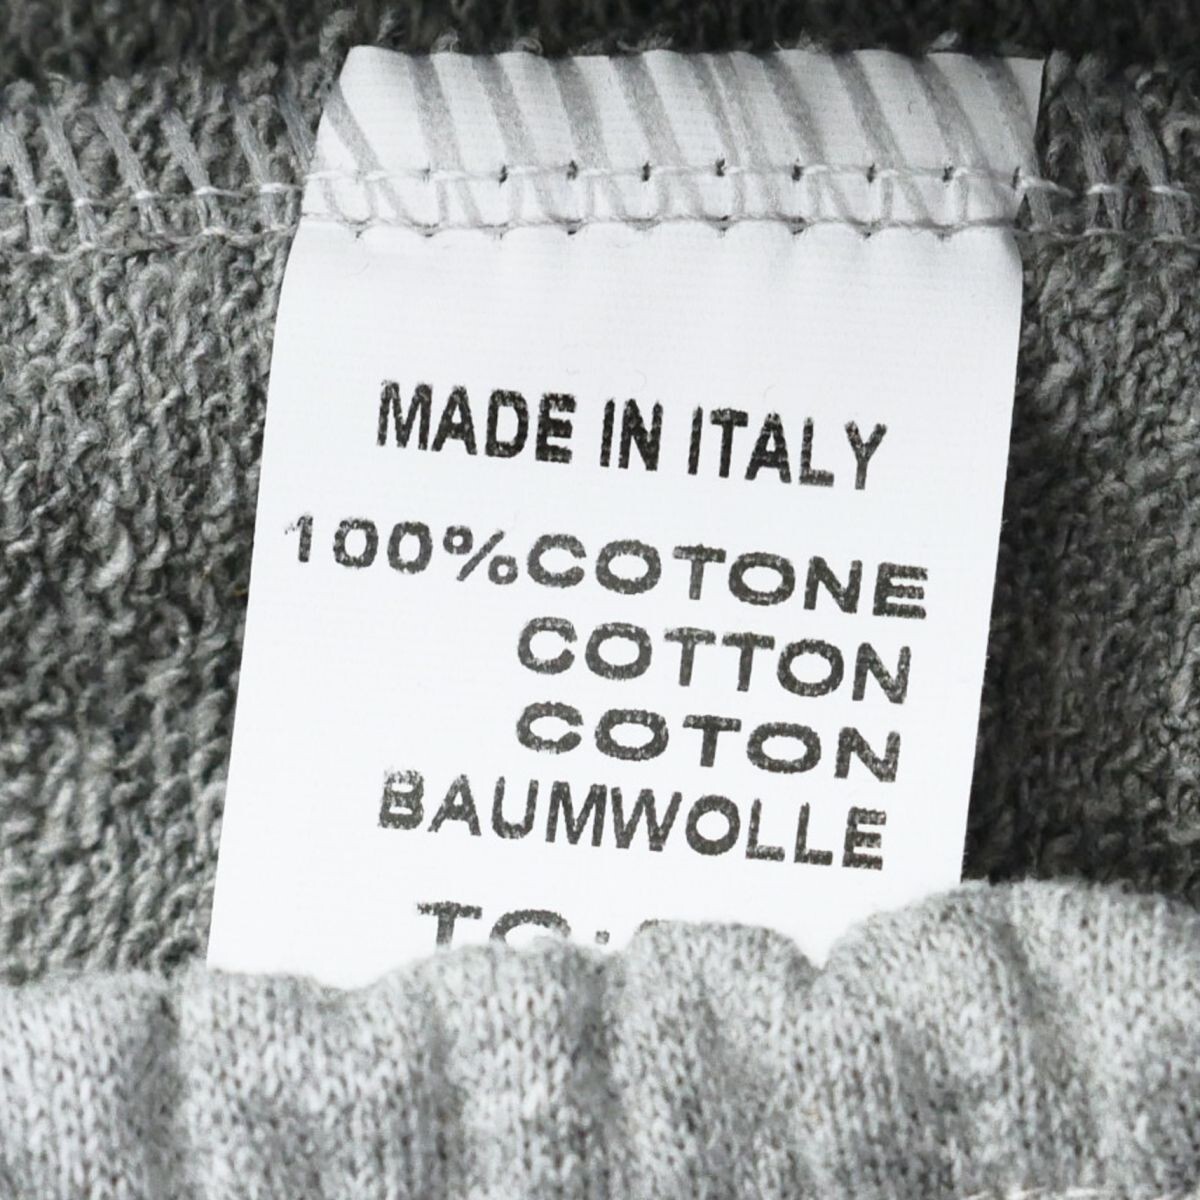 MADE IN ITALY
100%COTONE
COTTON
COTON
BAUMWOLLE